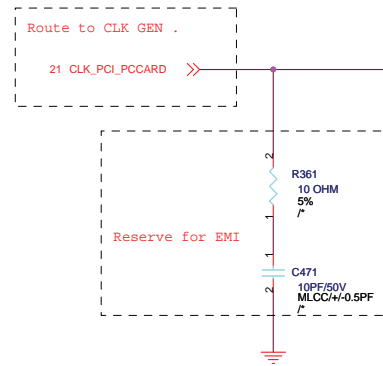 Route to CLK GEN .
21 CLK_PCI_PCCARD
2
R361
10 OHM
5%
/*
1
Reserve for EMI
1
C471
10PF/50V
2
MLCC/+/-0.5PF
/*